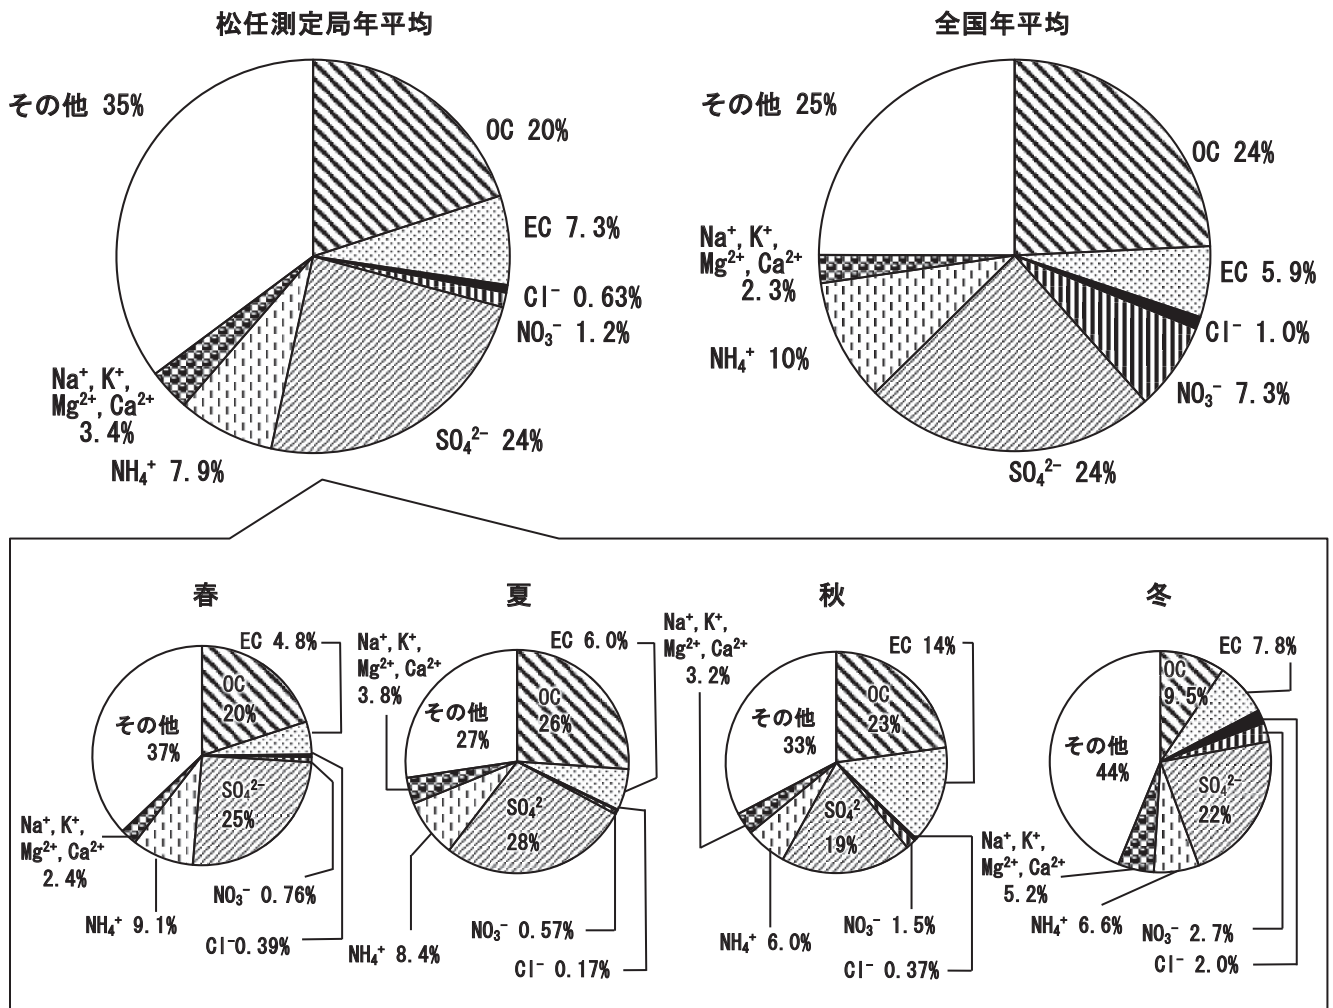 松任測定局年平均
その他 35%
OC 20%
EC 7.3%
Cl⁻ 0.63%
NO₃⁻ 1.2%
SO₄²⁻ 24%
NH₄⁺ 7.9%
Na⁺, K⁺,
Mg²⁺, Ca²⁺
3.4%
全国年平均
その他 25%
OC 24%
EC 5.9%
Cl⁻ 1.0%
NO₃⁻ 7.3%
SO₄²⁻ 24%
NH₄⁺ 10%
Na⁺, K⁺,
Mg²⁺, Ca²⁺
2.3%
春
EC 4.8%
OC
20%
その他
37%
SO₄²⁻
25%
Na⁺, K⁺,
Mg²⁺, Ca²⁺
2.4%
NO₃⁻ 0.76%
NH₄⁺ 9.1%
Cl⁻0.39%
夏
EC 6.0%
Na⁺, K⁺,
Mg²⁺, Ca²⁺
3.8%
OC
26%
その他
27%
SO₄²
28%
NO₃⁻ 0.57%
NH₄⁺ 8.4%
Cl⁻ 0.17%
秋
Na⁺, K⁺,
Mg²⁺, Ca²⁺
3.2%
EC 14%
OC
23%
その他
33%
SO₄²
19%
NO₃⁻ 1.5%
NH₄⁺ 6.0%
Cl⁻ 0.37%
冬
EC 7.8%
OC
9.5%
その他
44%
SO₄²⁻
22%
Na⁺, K⁺,
Mg²⁺, Ca²⁺
5.2%
NH₄⁺ 6.6%
NO₃⁻ 2.7%
Cl⁻ 2.0%